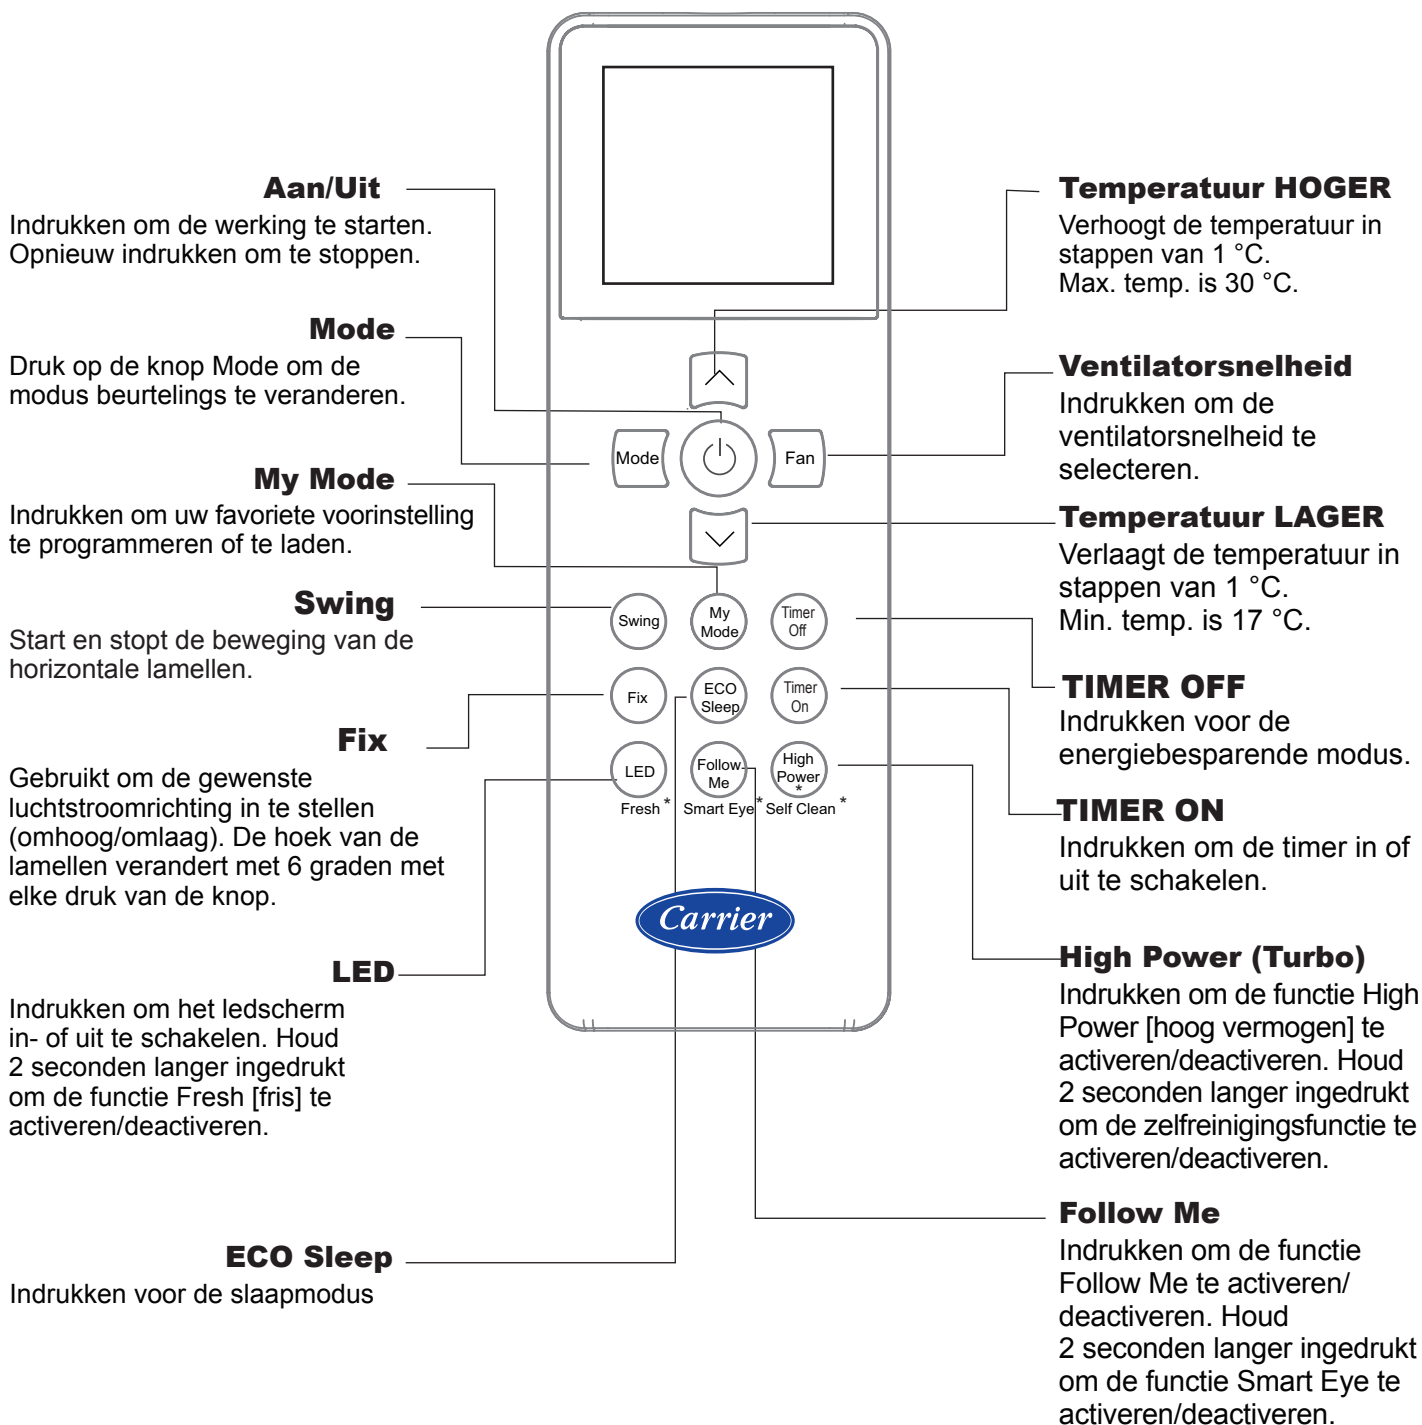 Aan/Uit
Indrukken om de werking te starten.
Opnieuw indrukken om te stoppen.
Mode
Druk op de knop Mode om de
modus beurtelings te veranderen.
My Mode
Indrukken om uw favoriete voorinstelling
te programmeren of te laden.
Swing
Start en stopt de beweging van de
horizontale lamellen.
Fix
Gebruikt om de gewenste
luchtstroomrichting in te stellen
(omhoog/omlaag). De hoek van de
lamellen verandert met 6 graden met
elke druk van de knop.
LED
Indrukken om het ledscherm
in- of uit te schakelen. Houd
2 seconden langer ingedrukt
om de functie Fresh [fris] te
activeren/deactiveren.
ECO Sleep
Indrukken voor de slaapmodus
Mode
Fan
Swing
My
Mode
Timer
Off
Fix
ECO
Sleep
Timer
On
LED
Follow
Me
High
Power
*
Fresh *
Smart Eye *
Self Clean *
Carrier
Temperatuur HOGER
Verhoogt de temperatuur in
stappen van 1 °C.
Max. temp. is 30 °C.
Ventilatorsnelheid
Indrukken om de
ventilatorsnelheid te
selecteren.
Temperatuur LAGER
Verlaagt de temperatuur in
stappen van 1 °C.
Min. temp. is 17 °C.
TIMER OFF
Indrukken voor de
energiebesparende modus.
TIMER ON
Indrukken om de timer in of
uit te schakelen.
High Power (Turbo)
Indrukken om de functie High
Power [hoog vermogen] te
activeren/deactiveren. Houd
2 seconden langer ingedrukt
om de zelfreinigingsfunctie te
activeren/deactiveren.
Follow Me
Indrukken om de functie
Follow Me te activeren/
deactiveren. Houd
2 seconden langer ingedrukt
om de functie Smart Eye te
activeren/deactiveren.